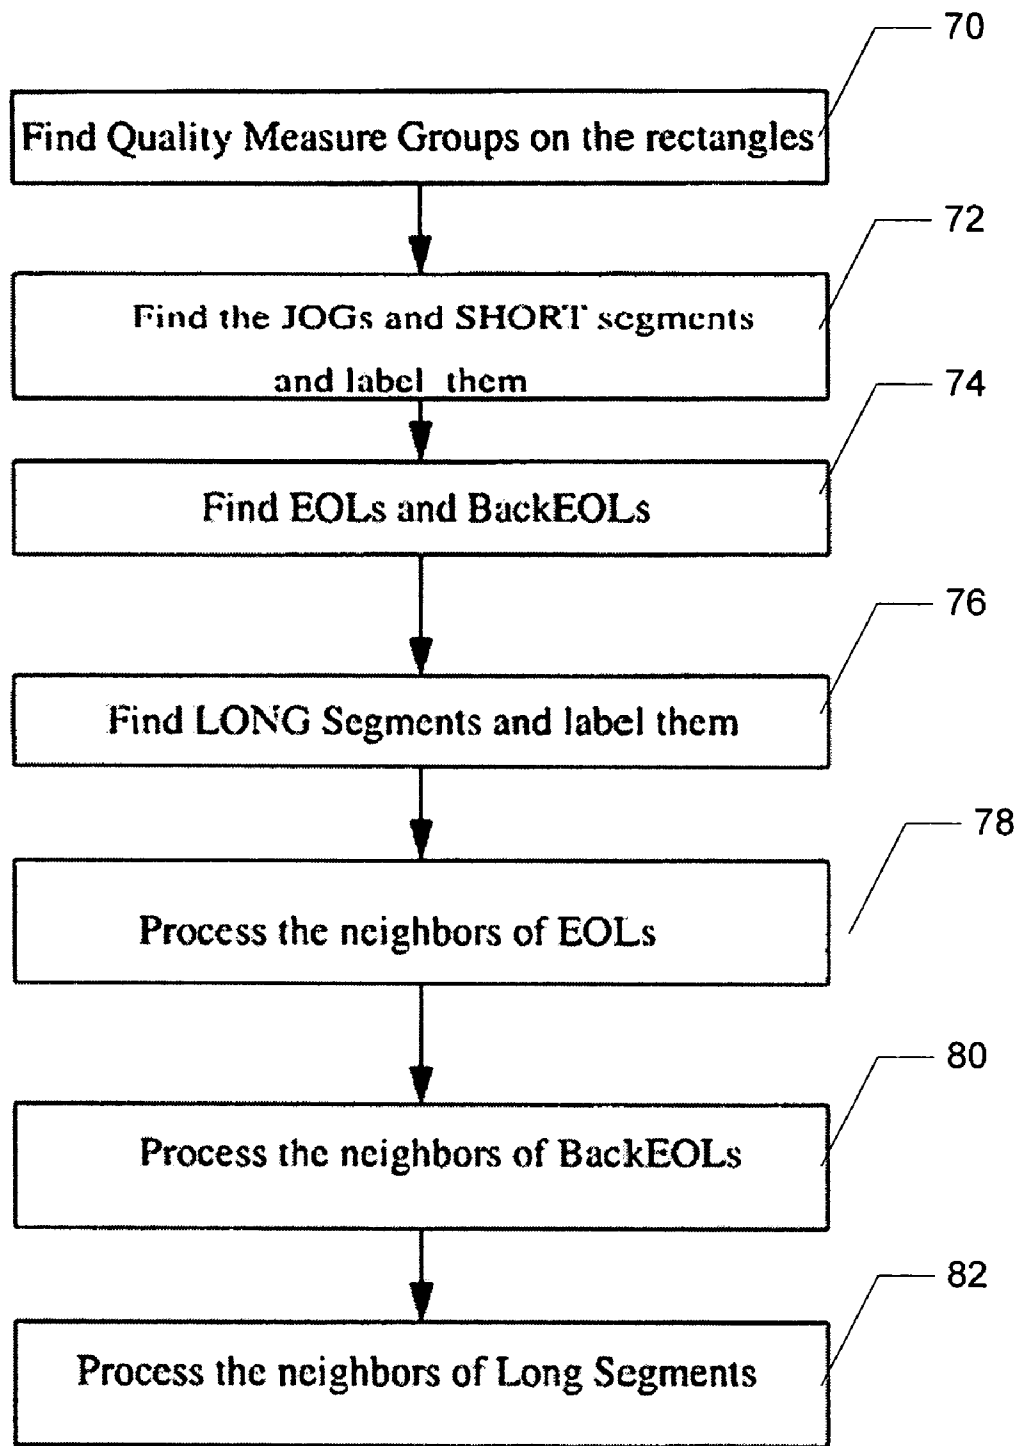 70
Find Quality Measure Groups on the rectangles
72
Find the JOGs and SHORT segments
and label them
74
Find EOLs and BackEOLs
76
Find LONG Segments and label them
78
Process the neighbors of EOLs
80
Process the neighbors of BackEOLs
82
Process the neighbors of Long Segments